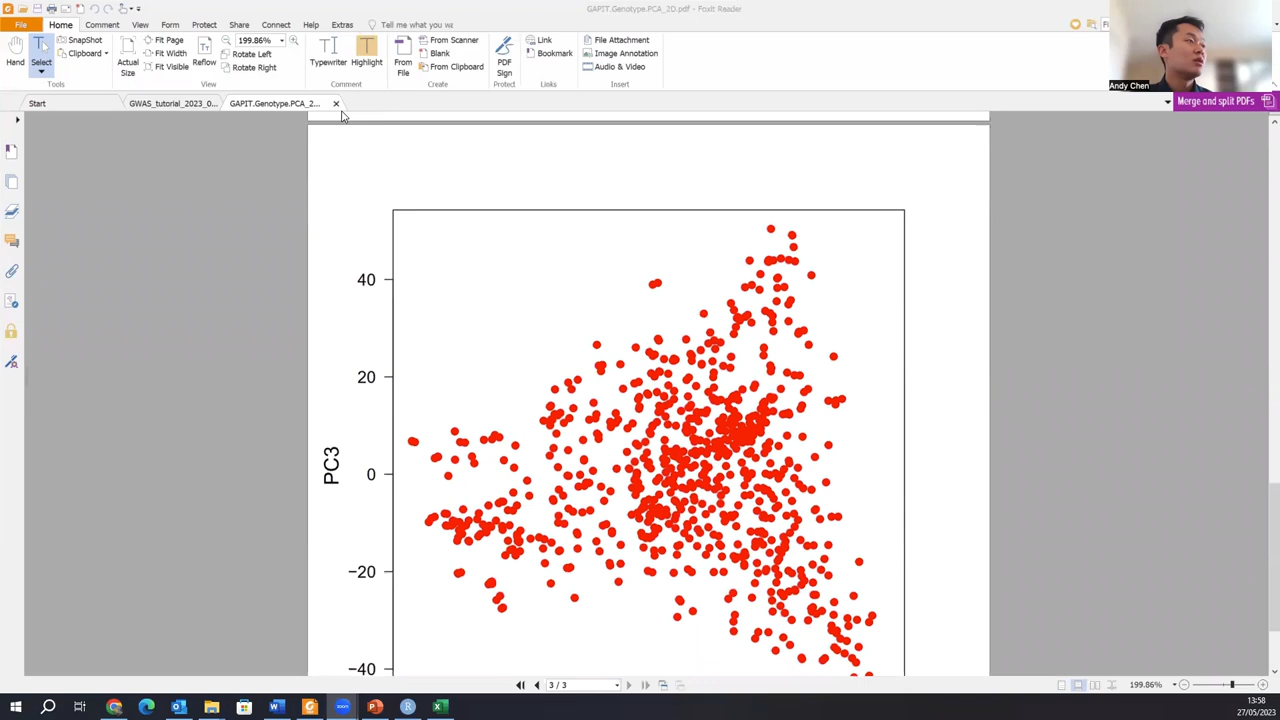 GAPIT.Genotype.PCA_2D.pdf - Foxit Reader
File Home Comment View Form Protect Share Connect Help Extras Tell me what you wa
Hand
Select
SnapShot
Clipboard
Tools
Actual Size
Fit Page
Fit Width
Fit Visible
Reflow
199.86%
Rotate Left
Rotate Right
View
Typewriter
Highlight
Comment
From File
From Scanner
Blank
From Clipboard
Create
PDF Sign
Protect
Link
Bookmark
Links
File Attachment
Image Annotation
Audio & Video
Insert
Andy Chen
Start
GWAS_tutorial_2023_0...
GAPIT.Genotype.PCA_2...
Merge and split PDFs
40
20
PC3
0
−20
−40
3 / 3
199.86%
13:58
27/05/2023